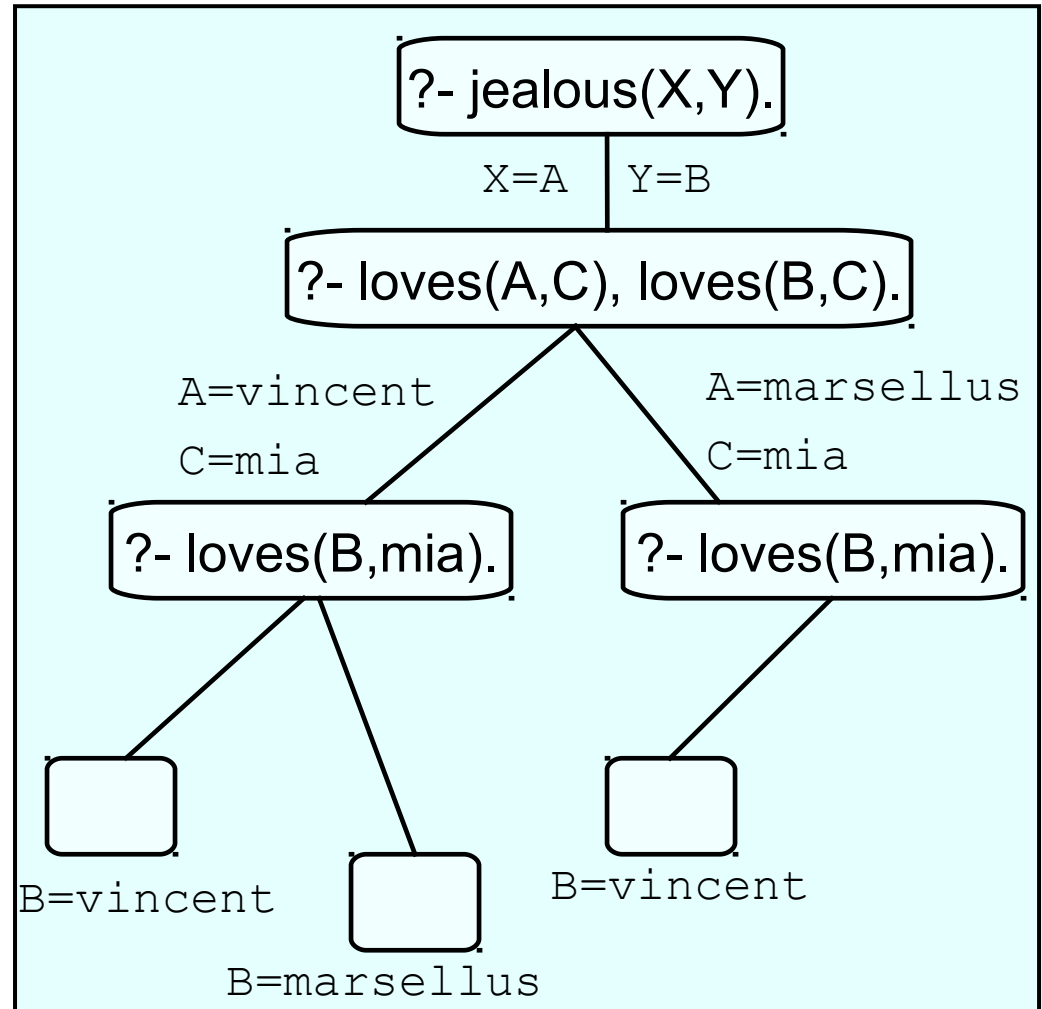 ?- jealous(X,Y).
X=A Y=B
?- loves(A,C), loves(B,C).
A=vincent
C=mia
A=marsellus
C=mia
?- loves(B,mia).
?- loves(B,mia).
B=vincent
B=marsellus
B=vincent